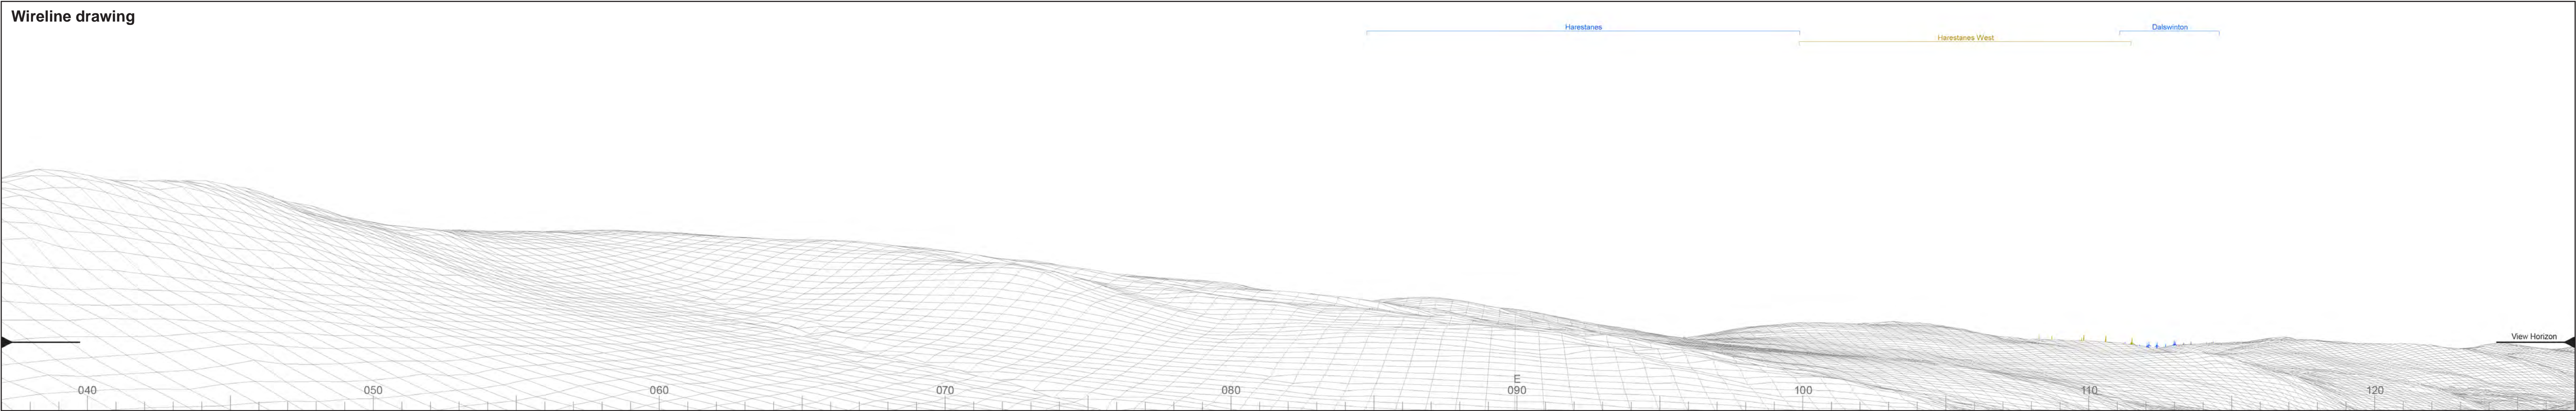 Wireline drawing
Harestanes
Dalswinton
Harestanes West
View Horizon
E
040 050 060 070 080 090 100 110 120